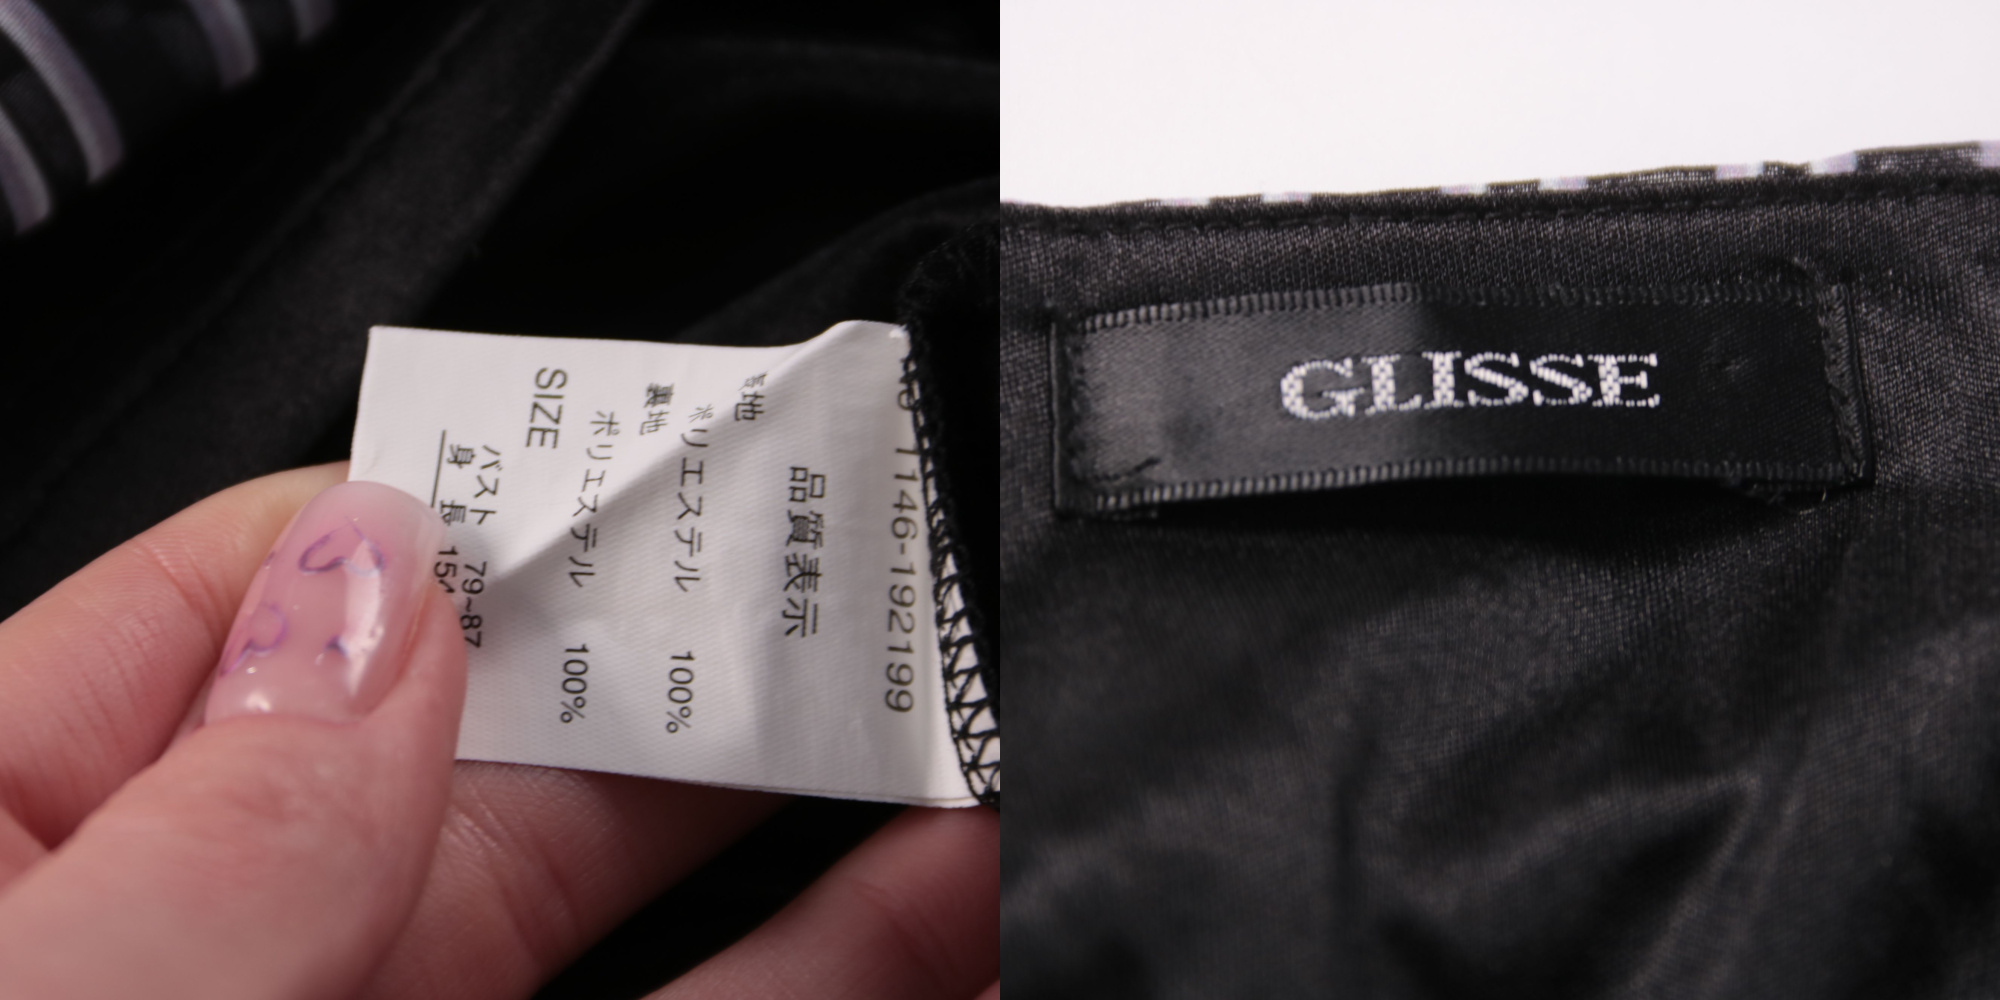 1146-192199
品質表示
地
ポリエステル 100%
裏地
ポリエステル 100%
SIZE
バスト 79~87
身長
GLISSE